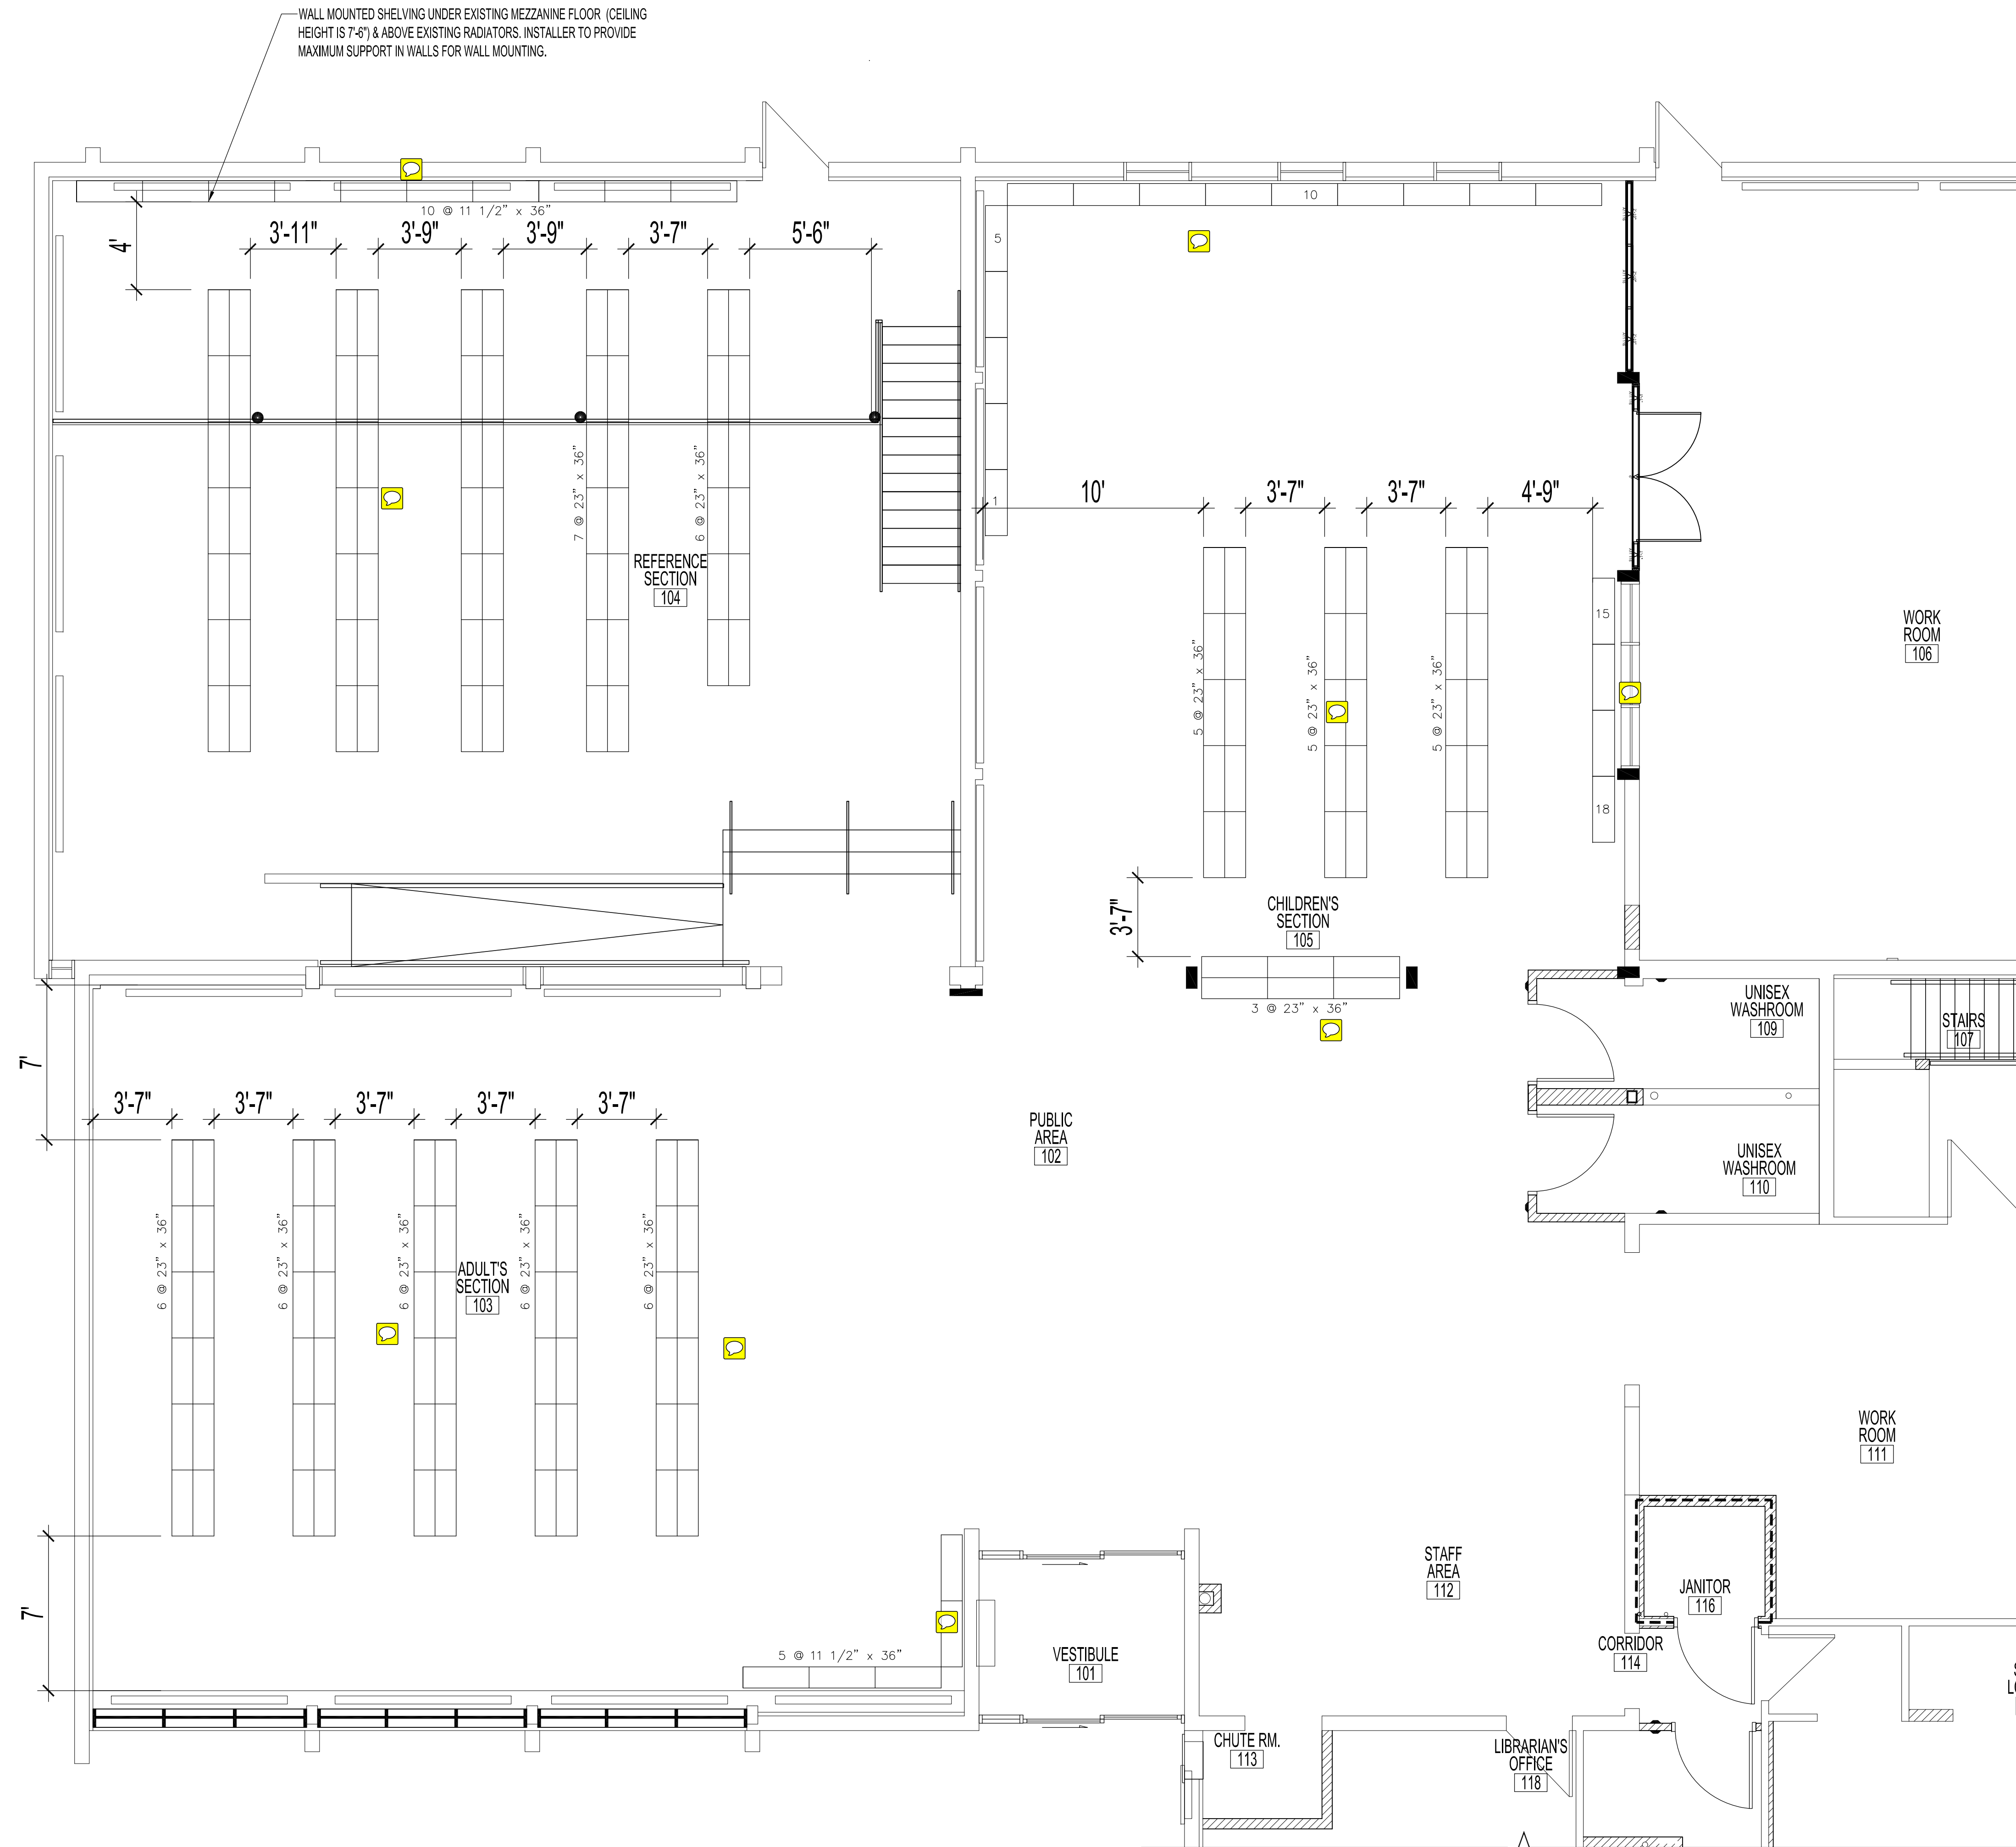 WALL MOUNTED SHELVING UNDER EXISTING MEZZANINE FLOOR (CEILING
HEIGHT IS 7'-6") & ABOVE EXISTING RADIATORS. INSTALLER TO PROVIDE
MAXIMUM SUPPORT IN WALLS FOR WALL MOUNTING.
10 @ 11 1/2" x 36"
10
4'
3'-11"
3'-9"
3'-9"
3'-7"
5'-6"
5
1
7 @ 23" x 36"
6 @ 23" x 36"
REFERENCE
SECTION
104
10'
3'-7"
3'-7"
4'-9"
5 @ 23" x 36"
5 @ 23" x 36"
5 @ 23" x 36"
15
18
WORK
ROOM
106
3'-7"
CHILDREN'S
SECTION
105
3 @ 23" x 36"
UNISEX
WASHROOM
109
STAIRS
107
7'
3'-7"
3'-7"
3'-7"
3'-7"
3'-7"
PUBLIC
AREA
102
UNISEX
WASHROOM
110
6 @ 23" x 36"
6 @ 23" x 36"
6 @ 23" x 36"
6 @ 23" x 36"
6 @ 23" x 36"
ADULT'S
SECTION
103
WORK
ROOM
111
7'
5 @ 11 1/2" x 36"
VESTIBULE
101
STAFF
AREA
112
JANITOR
116
CORRIDOR
114
CHUTE RM.
113
LIBRARIAN'S
OFFICE
118